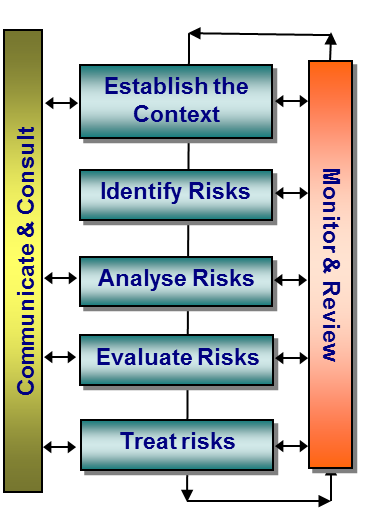 Communicate & Consult
Establish the
Context
Identify Risks
Analyse Risks
Evaluate Risks
Treat risks
Monitor & Review